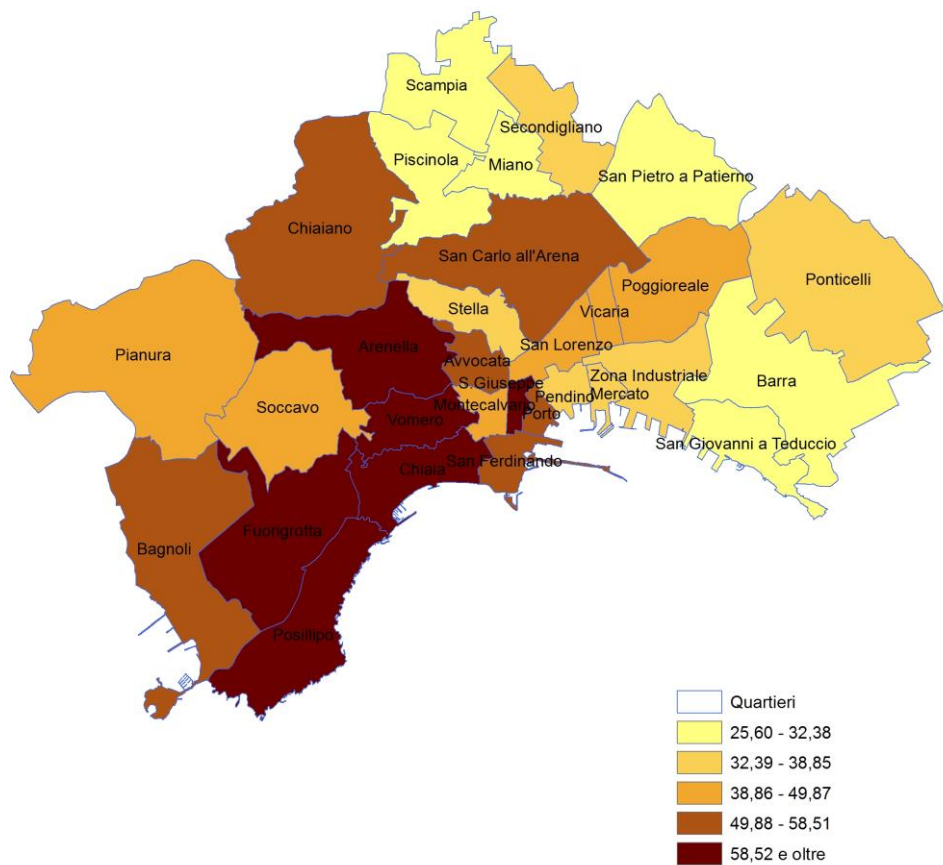 Scampia
Secondigliano
Piscinola
Miano
San Pietro a Patierno
Chiaiano
San Carlo all'Arena
Poggioreale
Ponticelli
Stella
Vicaria
Pianura
Arenella
San Lorenzo
Avvocata
Zona Industriale
Barra
S.Giuseppe
Soccavo
Pendino
Mercato
Montecalvario
Porto
Vomero
San Giovanni a Teduccio
San Ferdinando
Chiaia
Fuorigrotta
Bagnoli
Posillipo
Quartieri
25,60 - 32,38
32,39 - 38,85
38,86 - 49,87
49,88 - 58,51
58,52 e oltre